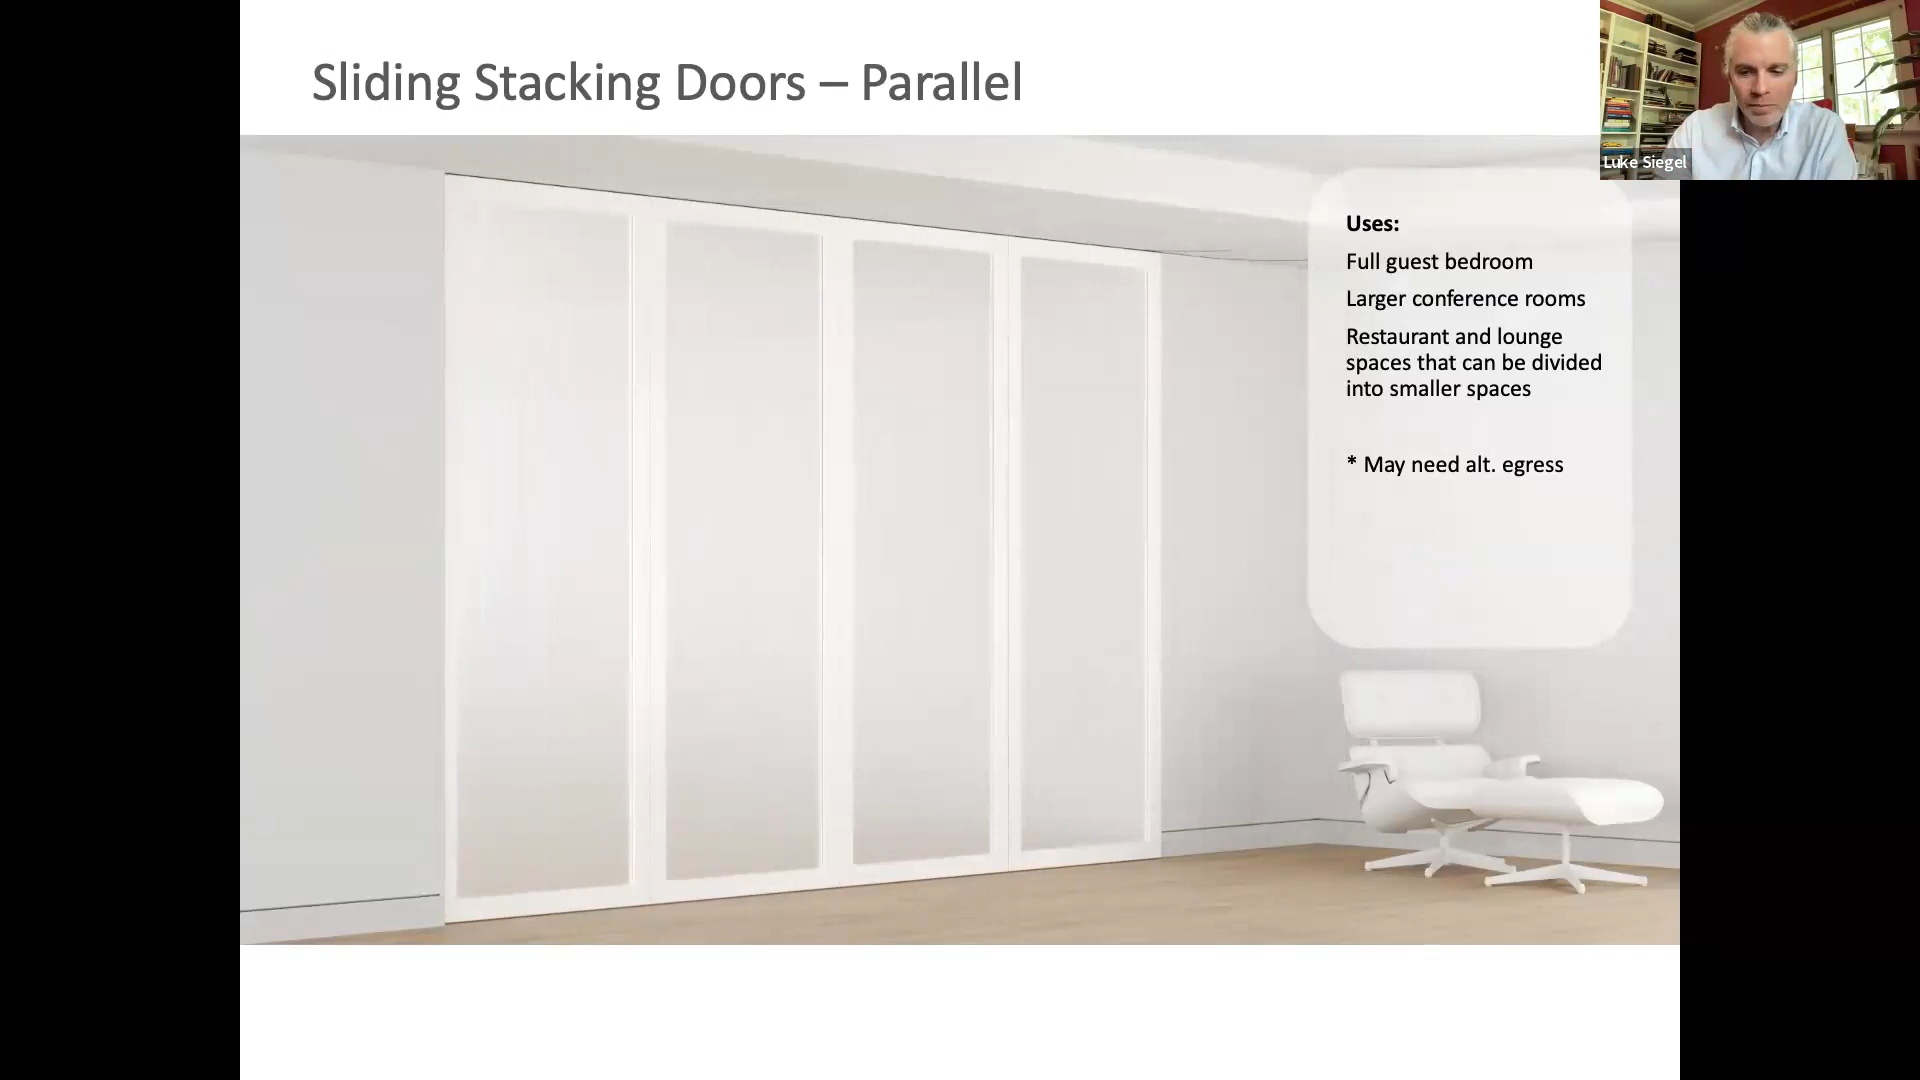 Sliding Stacking Doors – Parallel
Luke Siegel
Uses:
Full guest bedroom
Larger conference rooms
Restaurant and lounge
spaces that can be divided
into smaller spaces
* May need alt. egress